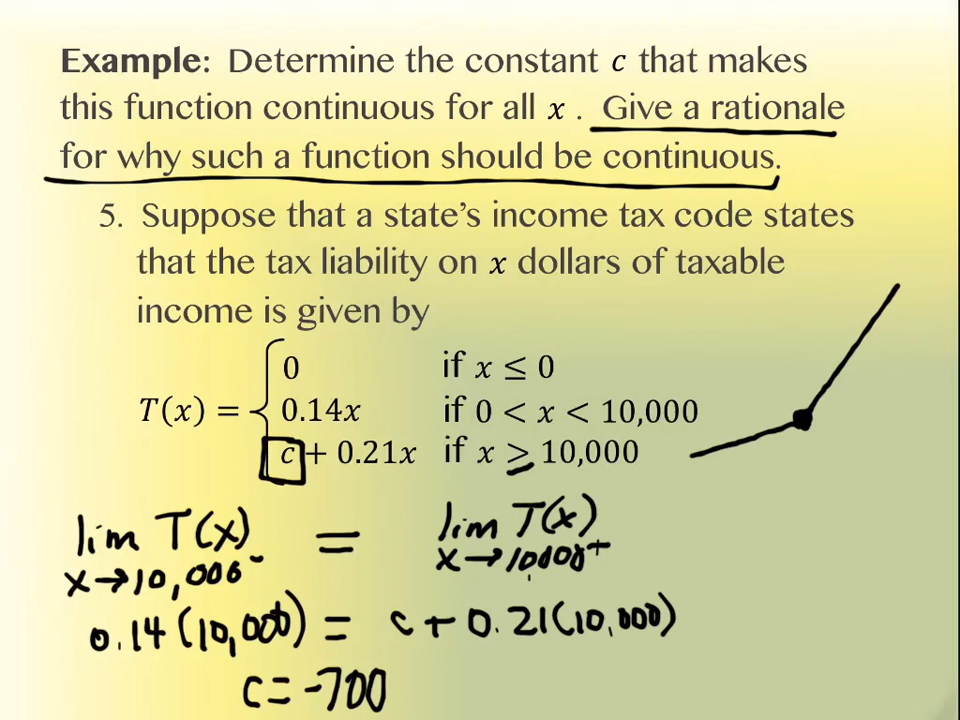 Example: Determine the constant c that makes
this function continuous for all x . Give a rationale
for why such a function should be continuous.
5. Suppose that a state's income tax code states
that the tax liability on x dollars of taxable
income is given by
0 if x ≤ 0
T(x) = { 0.14x if 0 < x < 10,000
c + 0.21x if x ≥ 10,000
lim T(x) = lim T(x)
x→10,000⁻ x→10,000⁺
0.14(10,000) = c + 0.21(10,000)
c = -700